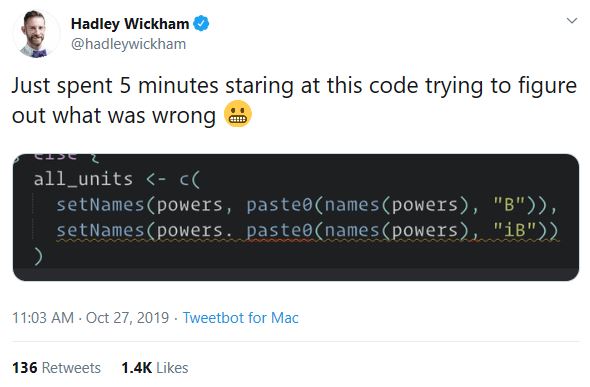 Hadley Wickham
@hadleywickham
Just spent 5 minutes staring at this code trying to figure
out what was wrong 😬
else {
all_units <- c(
setNames(powers, paste0(names(powers), "B")),
setNames(powers. paste0(names(powers), "iB"))
)
11:03 AM · Oct 27, 2019 · Tweetbot for Mac
136 Retweets 1.4K Likes